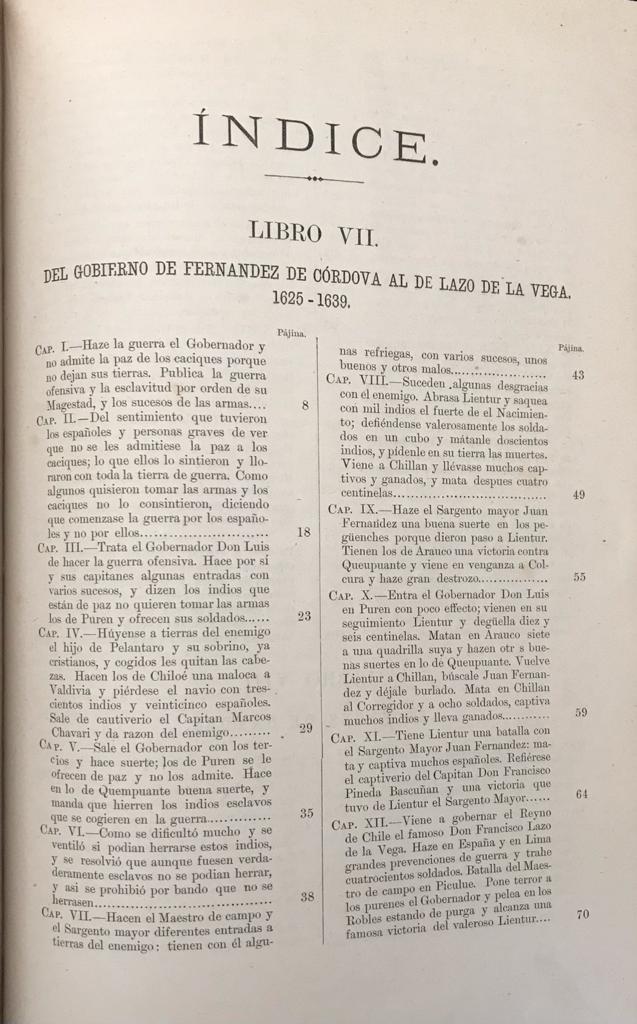 ÍNDICE.
LIBRO VII.
DEL GOBIERNO DE FERNANDEZ DE CÓRDOVA AL DE LAZO DE LA VEGA.
1625-1639.
Página.
CAP. I.—Haze la guerra el Gobernador y
no admite la paz de los caciques porque
no dejan sus tierras. Publica la guerra
ofensiva y la esclavitud por orden de su
Magestad, y los sucesos de las armas.... 8
CAP. II.—Del sentimiento que tuvieron
los españoles y personas graves de ver
que no se les admitiese la paz a los
caciques; lo que ellos lo sintieron y llo-
raron con toda la tierra de guerra. Como
algunos quisieron tomar las armas y los
caciques no lo consintieron, diciendo
que comenzase la guerra por los españo-
les y no por ellos......................... 18
CAP. III.—Trata el Gobernador Don Luis
de hacer la guerra ofensiva. Hace por sí
y sus capitanes algunas entradas con
varios sucesos, y dizen los indios que
están de paz no quieren tomar las armas
los de Puren y ofrecen sus soldados...... 23
CAP. IV.—Húyense a tierras del enemigo
el hijo de Pelantaro y su sobrino, ya
cristianos, y cogidos les quitan las cabe-
zas. Hacen los de Chiloé una maloca a
Valdivia y piérdese el navio con tres-
cientos indios y veinticinco españoles.
Sale de cautiverio el Capitan Marcos
Chavari y da razon del enemigo......... 29
CAP. V.—Sale el Gobernador con los ter-
cios y hace suerte; los de Puren se le
ofrecen de paz y no los admite. Hace
en lo de Quempuante buena suerte, y
manda que hierren los indios esclavos
que se cogieren en la guerra............. 35
CAP. VI.—Como se dificultó mucho y se
ventiló si podian herrarse estos indios,
y se resolvió que aunque fuesen verda-
deramente esclavos no se podian herrar,
y asi se prohibió por bando que no se
herrasen................................... 38
CAP. VII.—Hacen el Maestro de campo y
el Sargento mayor diferentes entradas a
tierras del enemigo: tienen con él algu-
Página.
nas refriegas, con varios sucesos, unos
buenos y otros malos..................... 43
CAP. VIII.—Suceden algunas desgracias
con el enemigo. Abrasa Lientur y saquea
con mil indios el fuerte de el Nacimien-
to; defiéndense valerosamente los solda-
dos en un cubo y mátanle doscientos
indios, y pídenle en su tierra las muertes.
Viene a Chillan y llévasse muchos cap-
tivos y ganados, y mata despues cuatro
centinelas.................................. 49
CAP. IX.—Haze el Sargento mayor Juan
Fernandez una buena suerte en los pe-
güenches porque dieron paso a Lientur.
Tienen los de Arauco una victoria contra
Queupuante y viene en venganza a Col-
cura y haze gran destrozo................ 55
CAP. X.—Entra el Gobernador Don Luis
en Puren con poco effecto; vienen en su
seguimiento Lientur y degüella diez y
seis centinelas. Matan en Arauco siete
a una quadrilla suya y hazen otr s bue-
nas suertes en lo de Queupuante. Vuelve
Lientur a Chillan, búscale Juan Fernan-
dez y déjale burlado. Mata en Chillan
al Corregidor y a ocho soldados, captiva
muchos indios y lleva ganados........... 59
CAP. XI.—Tiene Lientur una batalla con
el Sargento Mayor Juan Fernandez: ma-
ta y captiva muchos españoles. Refiérese
el captiverio del Capitan Don Francisco
Pineda Bascuñan y una victoria que
tuvo de Lientur el Sargento Mayor...... 64
CAP. XII.—Viene a gobernar el Reyno
de Chile el famoso Don Francisco Lazo
de la Vega. Haze en España y en Lima
grandes prevenciones de guerra y trahe
cuatrocientos soldados. Batalla del Maes-
tro de campo en Piculue. Pone terror a
los purenes el Gobernador y pelea en los
Robles estando de purga y alcanza una
famosa victoria del valeroso Lientur.... 70